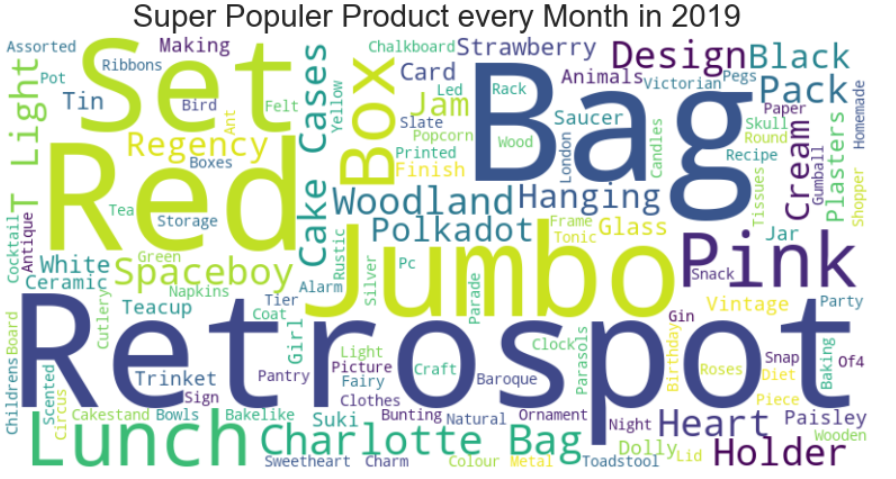 Super Populer Product every Month in 2019
Assorted
Making
Chalkboard
Strawberry
Design
Black
Ribbons
Set
T Light
Pot
Tin
Bird
Felt
Cake Cases
Yellow
Box
Card
Led
Rack
Bag
Animals
Victorian
Pegs
Pack
Jam
Slate
Saucer
Paper
Homemade
Regency
Ant
Popcorn
Wood
London
Candles
Skull
Round
Boxes
Printed
Finish
Recipe
Cream
Gumball
Plasters
Red
Tea
Storage
Woodland
Hanging
Tissues
Shopper
Cocktail
Antique
Polkadot
Frame
Tonic
Glass
Jar
White
Green
Spaceboy
Rustic
Silver
Pc
Jumbo
Pink
Snack
Ceramic
Napkins
Alarm
Parade
Teacup
Tier
Coat
Vintage
Party
Cutlery
Girl
Gin
Retrospot
Board
Childrens
Light
Picture
Clock
Parasols
Birthday
Snap
Baking
Of4
Trinket
Pantry
Fairy
Craft
Baroque
Roses
Diet
Scented
Sign
Clothes
Piece
Circus
Cakestand
Bowls
Bakelike
Suki
Bunting
Natural
Ornament
Night
Heart
Paisley
Wooden
Lunch
Charlotte Bag
Dolly
Lid
Holder
Sweetheart
Charm
Colour
Metal
Toadstool